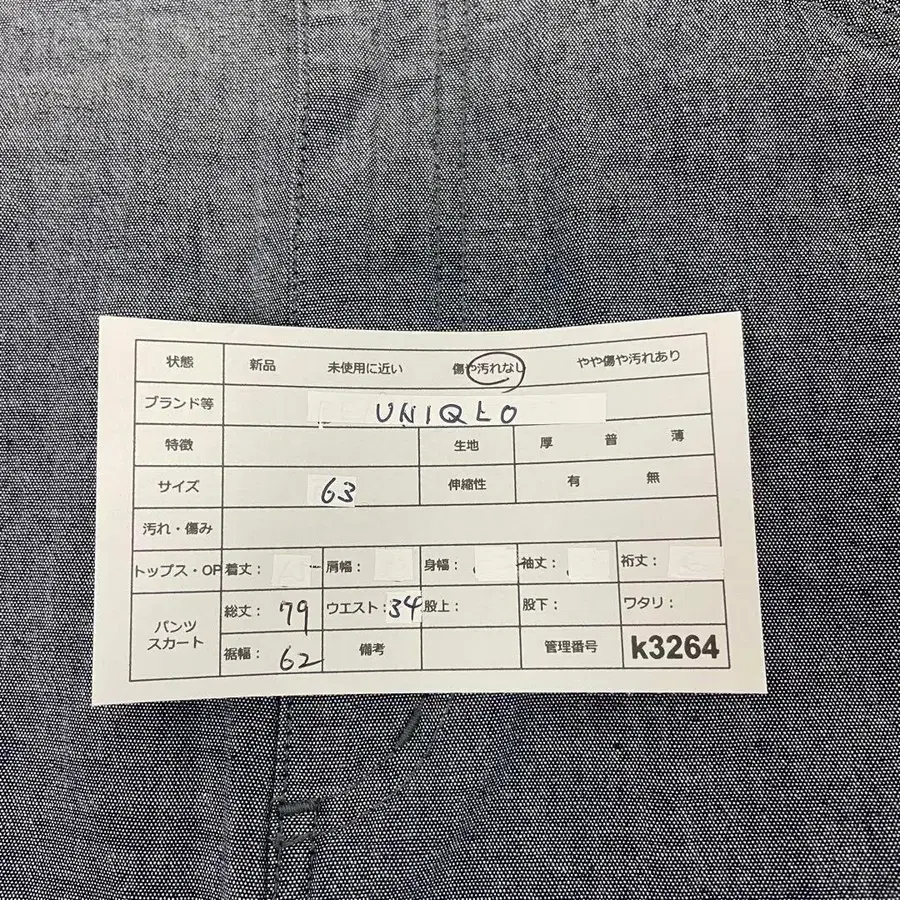 状態 新品 未使用に近い 傷や汚れなし やや傷や汚れあり
ブランド等 UNIQLO
特徴 生地 厚 普 薄
サイズ 63 伸縮性 有 無
汚れ・傷み
トップス・OP 着丈： 肩幅： 身幅： 袖丈： 裄丈：
パンツ スカート 総丈： 79 ウエスト：34 股上： 股下： ワタリ：
裾幅： 62 備考 管理番号 k3264